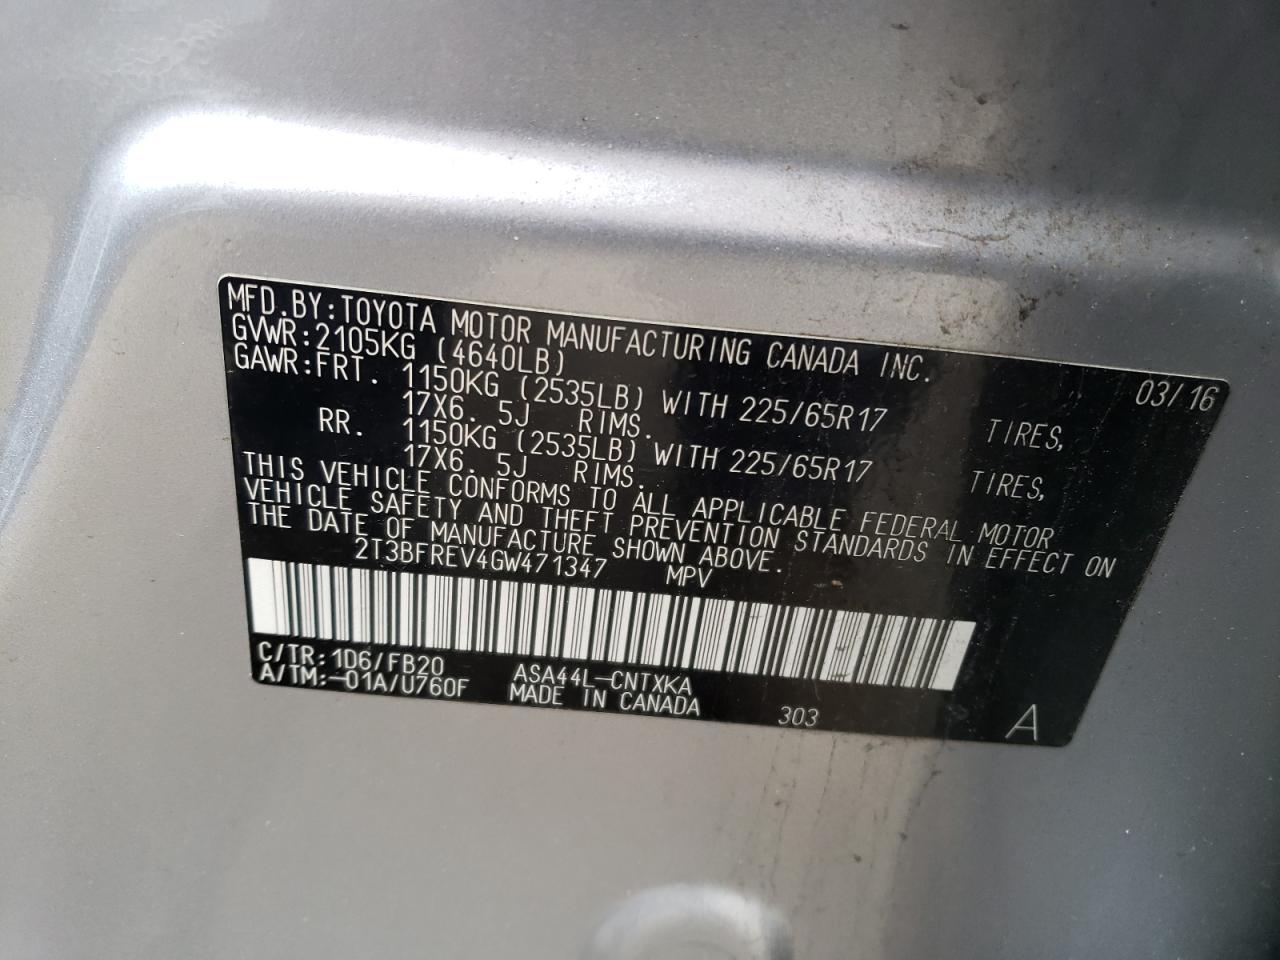 MFD.BY:TOYOTA MOTOR MANUFACTURING CANADA INC. 03/16
GVWR:2105KG (4640LB)
GAWR:FRT. 1150KG (2535LB) WITH 225/65R17 TIRES,
17X6. 5J RIMS.
RR. 1150KG (2535LB) WITH 225/65R17 TIRES,
17X6. 5J RIMS.
THIS VEHICLE CONFORMS TO ALL APPLICABLE FEDERAL MOTOR
VEHICLE SAFETY AND THEFT PREVENTION STANDARDS IN EFFECT ON
THE DATE OF MANUFACTURE SHOWN ABOVE.
2T3BFREV4GW471347 MPV
C/TR:1D6/FB20 ASA44L-CNTXKA
A/TM:-01A/U760F MADE IN CANADA 303 A